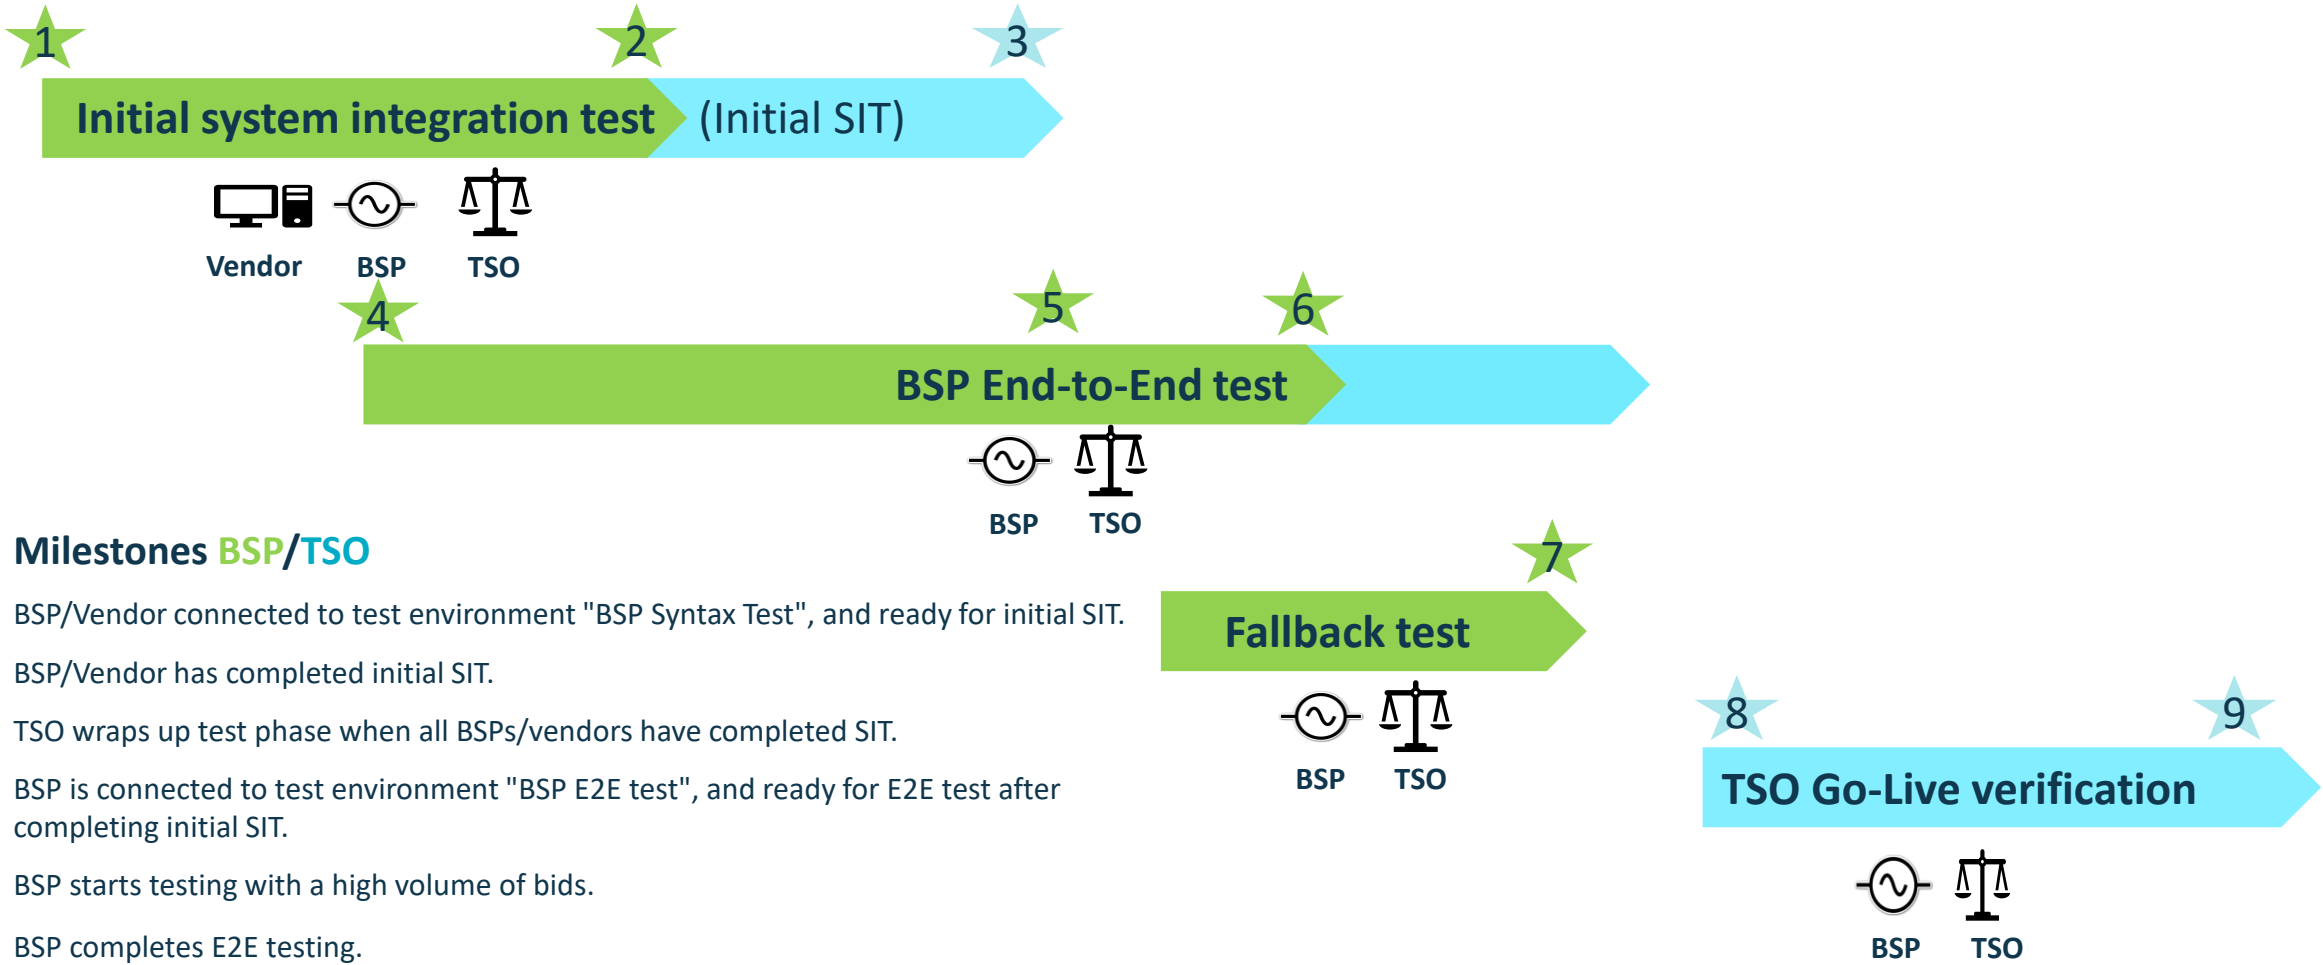 1
2
3
Initial system integration test (Initial SIT)
Vendor BSP TSO
4
5
6
BSP End-to-End test
BSP TSO
Milestones BSP/TSO
BSP/Vendor connected to test environment "BSP Syntax Test", and ready for initial SIT.
BSP/Vendor has completed initial SIT.
TSO wraps up test phase when all BSPs/vendors have completed SIT.
BSP is connected to test environment "BSP E2E test", and ready for E2E test after
completing initial SIT.
BSP starts testing with a high volume of bids.
BSP completes E2E testing.
7
Fallback test
BSP TSO
8
9
TSO Go-Live verification
BSP TSO